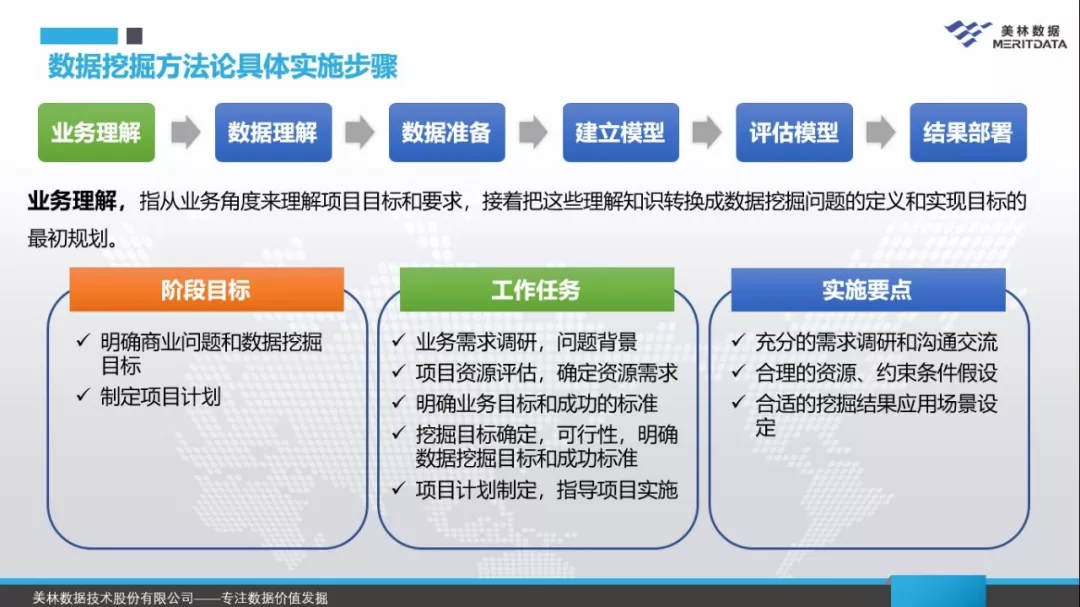 美林数据
MERITDATA
数据挖掘方法论具体实施步骤
业务理解
数据理解
数据准备
建立模型
评估模型
结果部署
业务理解，指从业务角度来理解项目目标和要求，接着把这些理解知识转换成数据挖掘问题的定义和实现目标的
最初规划。
阶段目标
✓ 明确商业问题和数据挖掘
目标
✓ 制定项目计划
工作任务
✓ 业务需求调研，问题背景
✓ 项目资源评估，确定资源需求
✓ 明确业务目标和成功的标准
✓ 挖掘目标确定，可行性，明确
数据挖掘目标和成功标准
✓ 项目计划制定，指导项目实施
实施要点
✓ 充分的需求调研和沟通交流
✓ 合理的资源、约束条件假设
✓ 合适的挖掘结果应用场景设
定
美林数据技术股份有限公司——专注数据价值发掘